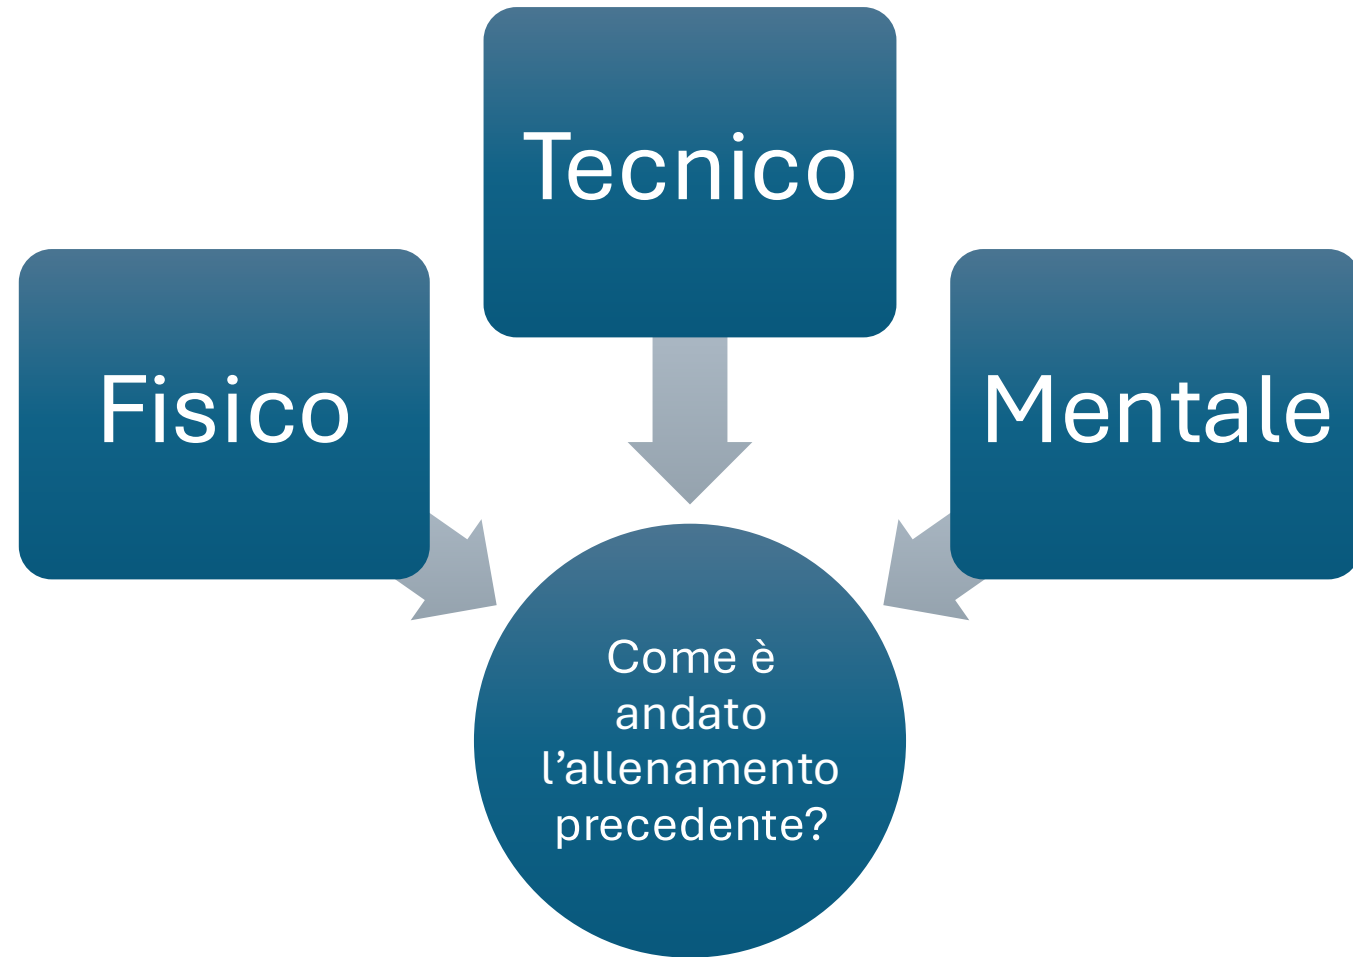 Tecnico
Fisico
Mentale
Come è
andato
l’allenamento
precedente?